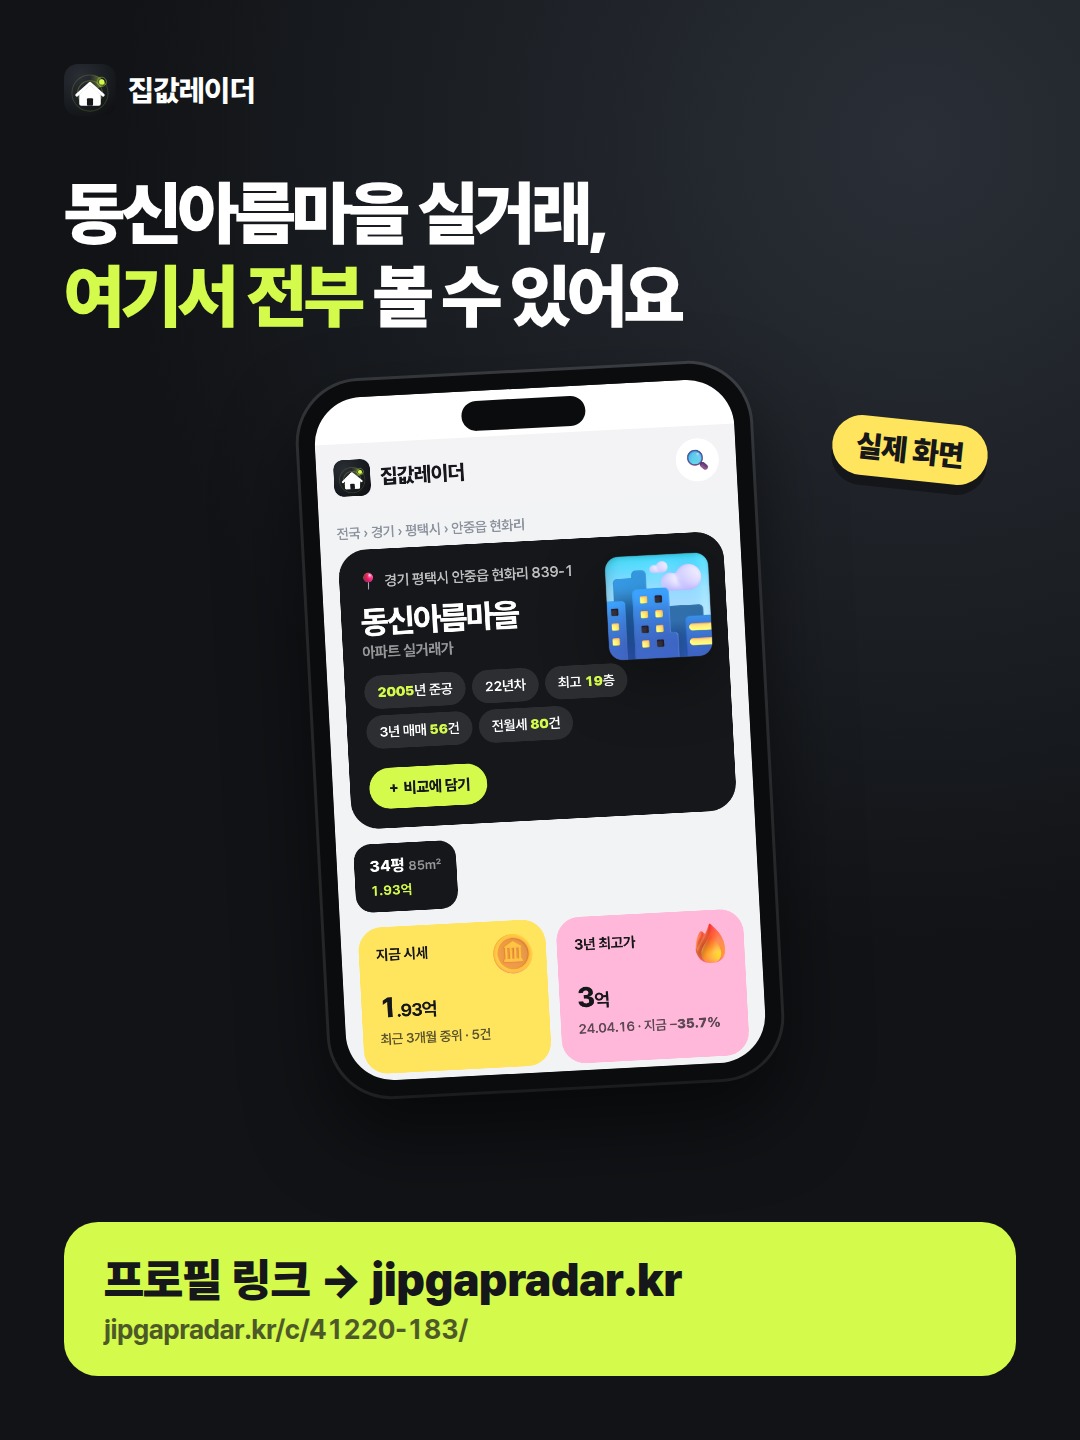 집값레이더
동신아름마을 실거래,
여기서 전부 볼 수 있어요
실제 화면
집값레이더
전국 › 경기 › 평택시 › 안중읍 현화리
경기 평택시 안중읍 현화리 839-1
동신아름마을
아파트 실거래가
2005년 준공 22년차 최고 19층
3년 매매 56건 전월세 80건
+ 비교에 담기
34평 85m²
1.93억
지금 시세
1.93억
최근 3개월 중위 · 5건
3년 최고가
3억
24.04.16 · 지금 −35.7%
프로필 링크 → jipgapradar.kr
jipgapradar.kr/c/41220-183/